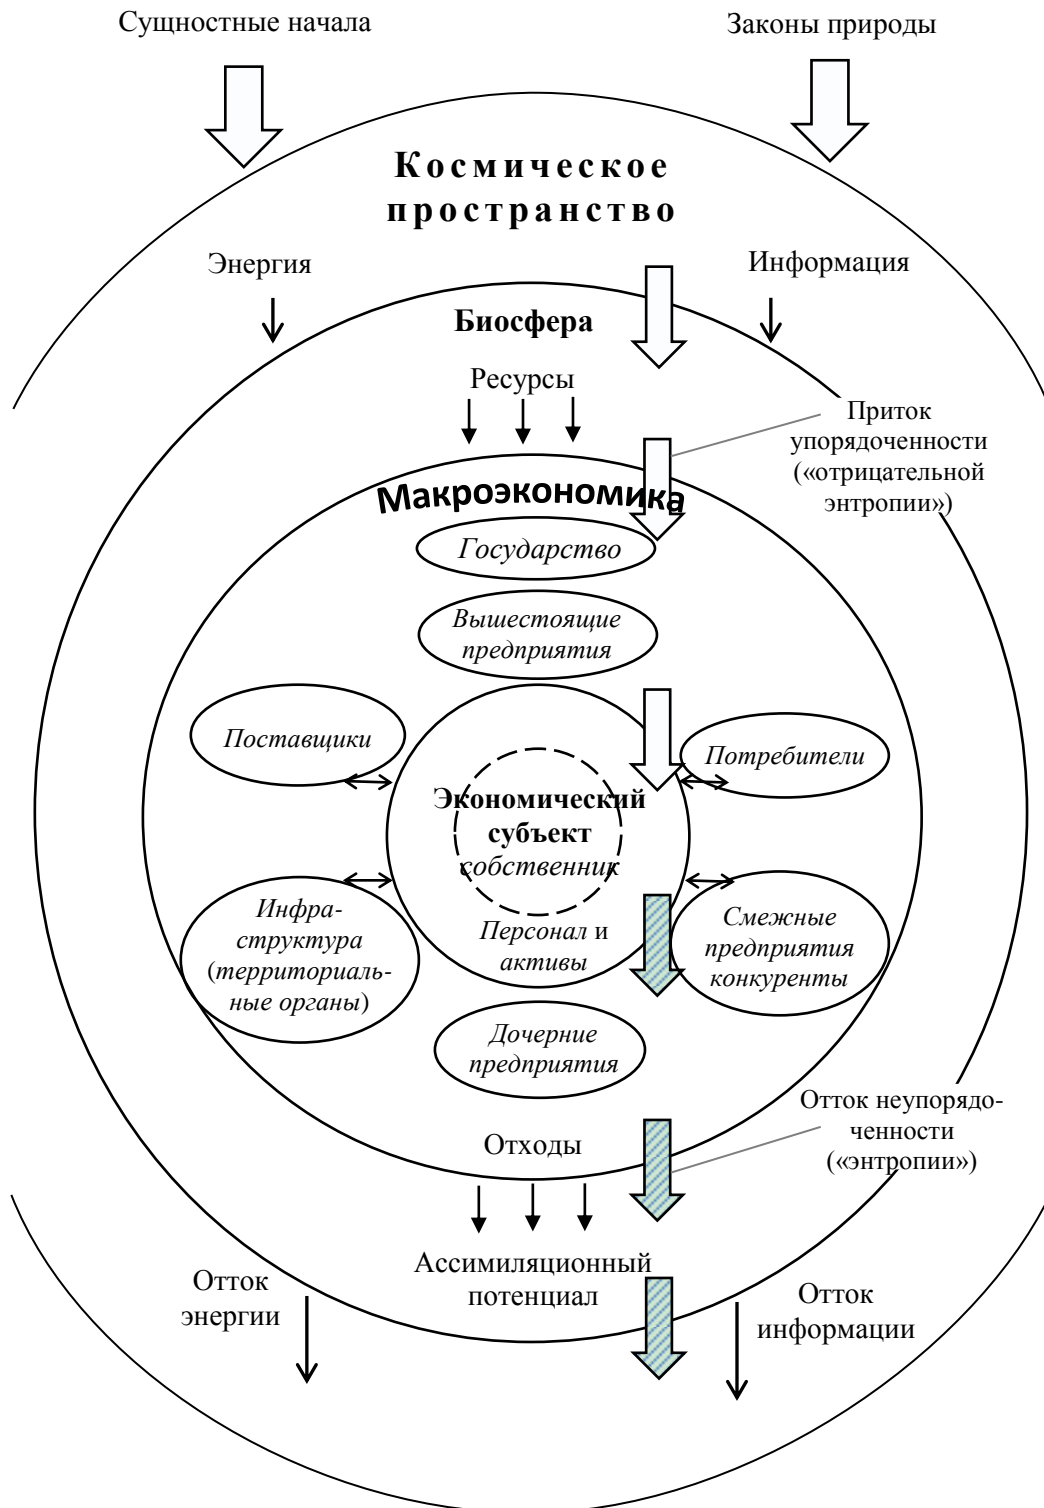 Сущностные начала
Законы природы
Космическое
пространство
Энергия
Информация
Биосфера
Ресурсы
Приток
упорядоченности
(«отрицательной
энтропии»)
Макроэкономика
Государство
Вышестоящие
предприятия
Поставщики
Потребители
Экономический
субъект
собственник
Персонал и
активы
Инфра-
структура
(территориаль-
ные органы)
Смежные
предприятия
конкуренты
Дочерние
предприятия
Отходы
Отток неупорядо-
ченности
(«энтропии»)
Ассимиляционный
потенциал
Отток
энергии
Отток
информации